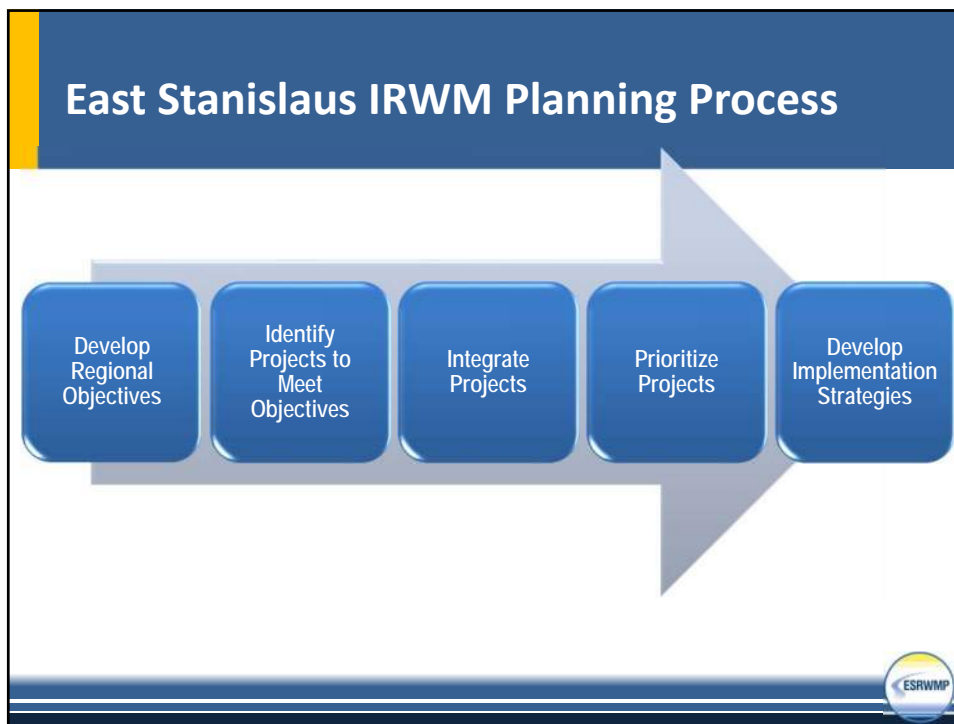 East Stanislaus IRWM Planning Process
Develop
Regional
Objectives
Identify
Projects to
Meet
Objectives
Integrate
Projects
Prioritize
Projects
Develop
Implementation
Strategies
ESRWMP